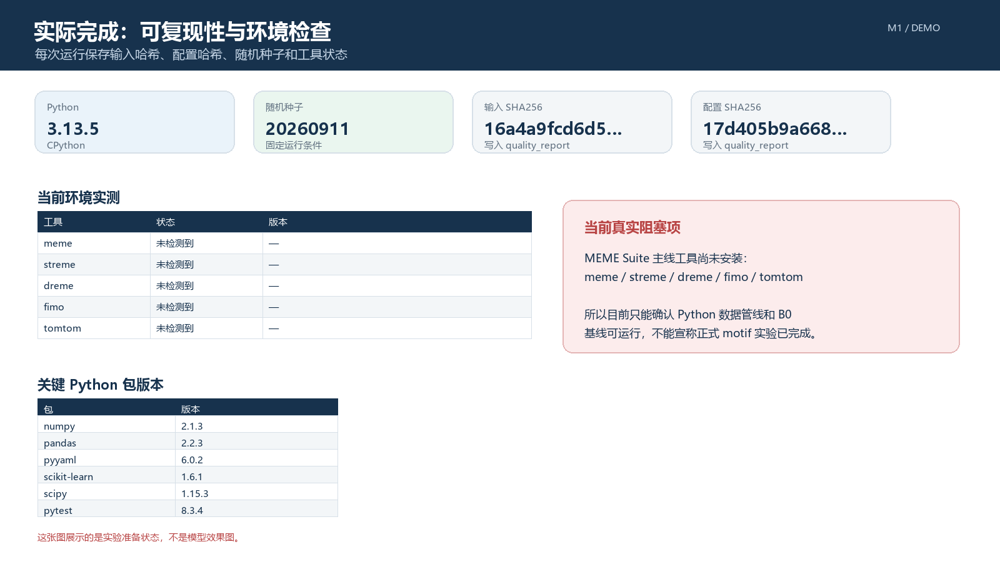 实际完成：可复现性与环境检查
M1 / DEMO
每次运行保存输入哈希、配置哈希、随机种子和工具状态
Python
3.13.5
CPython
随机种子
20260911
固定运行条件
输入 SHA256
16a4a9fcd6d5...
写入 quality_report
配置 SHA256
17d405b9a668...
写入 quality_report
当前环境实测
工具 状态 版本
meme 未检测到 —
streme 未检测到 —
dreme 未检测到 —
fimo 未检测到 —
tomtom 未检测到 —
当前真实阻塞项
MEME Suite 主线工具尚未安装：
meme / streme / dreme / fimo / tomtom
所以目前只能确认 Python 数据管线和 B0
基线可运行，不能宣称正式 motif 实验已完成。
关键 Python 包版本
包 版本
numpy 2.1.3
pandas 2.2.3
pyyaml 6.0.2
scikit-learn 1.6.1
scipy 1.15.3
pytest 8.3.4
这张图展示的是实验准备状态，不是模型效果图。